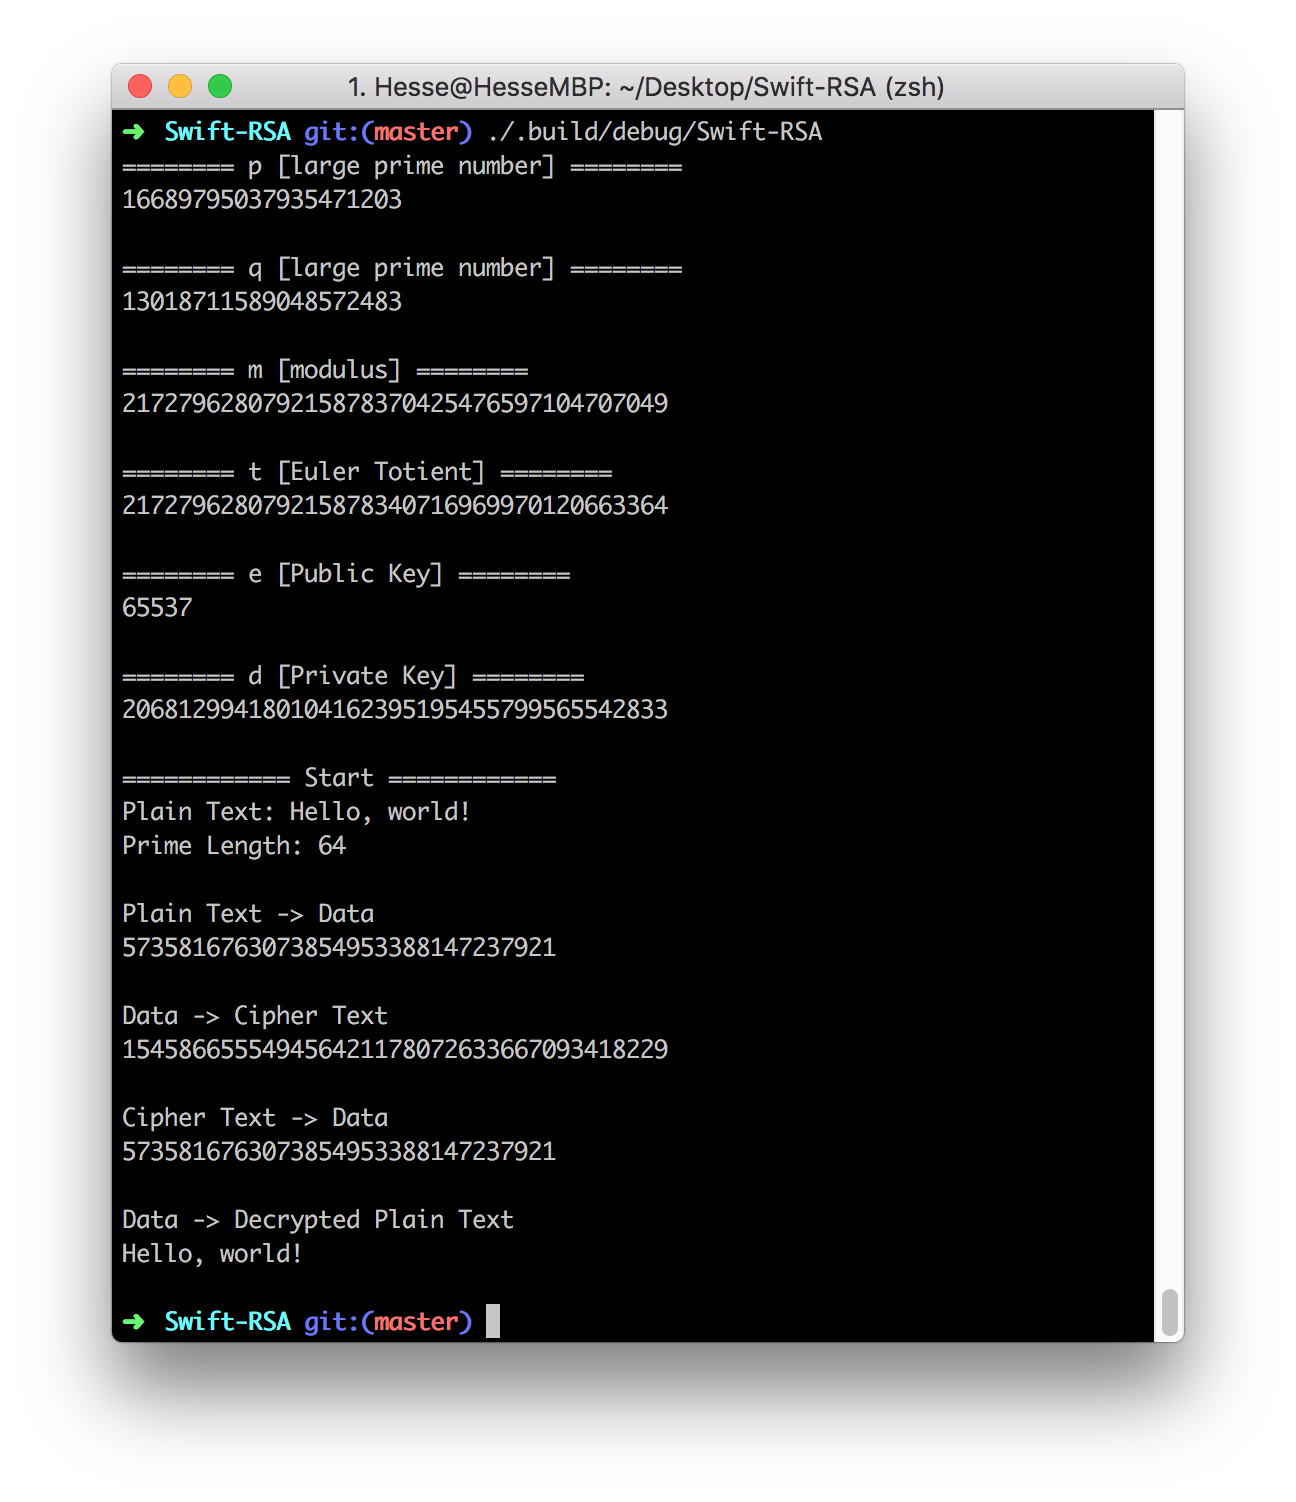 1. Hesse@HesseMBP: ~/Desktop/Swift-RSA (zsh)
➜ Swift-RSA git:(master) ./.build/debug/Swift-RSA
======== p [large prime number] ========
16689795037935471203
======== q [large prime number] ========
13018711589048572483
======== m [modulus] ========
217279628079215878370425476597104707049
======== t [Euler Totient] ========
217279628079215878340716969970120663364
======== e [Public Key] ========
65537
======== d [Private Key] ========
206812994180104162395195455799565542833
============ Start ============
Plain Text: Hello, world!
Prime Length: 64
Plain Text -> Data
5735816763073854953388147237921
Data -> Cipher Text
154586655549456421178072633667093418229
Cipher Text -> Data
5735816763073854953388147237921
Data -> Decrypted Plain Text
Hello, world!
➜ Swift-RSA git:(master)